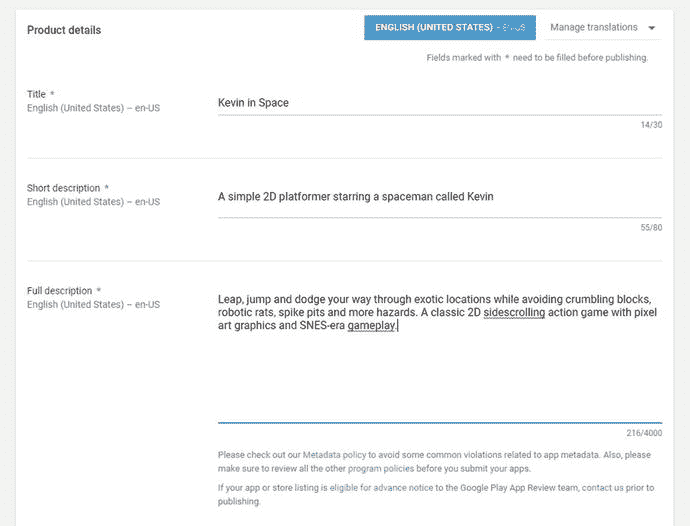 Product details
ENGLISH (UNITED STATES) – en-US
Manage translations
Fields marked with * need to be filled before publishing.
Title *
English (United States) – en-US
Kevin in Space
14/30
Short description *
English (United States) – en-US
A simple 2D platformer starring a spaceman called Kevin
55/80
Full description *
English (United States) – en-US
Leap, jump and dodge your way through exotic locations while avoiding crumbling blocks,
robotic rats, spike pits and more hazards. A classic 2D sidescrolling action game with pixel
art graphics and SNES-era gameplay.
216/4000
Please check out our Metadata policy to avoid some common violations related to app metadata. Also, please
make sure to review all the other program policies before you submit your apps.
If your app or store listing is eligible for advance notice to the Google Play App Review team, contact us prior to
publishing.